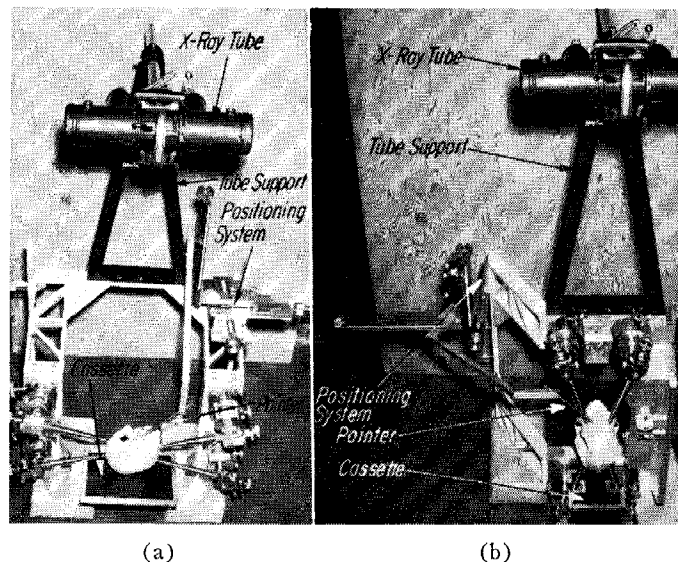 X-Ray Tube
Tube Support
Positioning
System
Cassette
(a)
X-Ray Tube
Tube Support
Positioning
System
Pointer
Cassette
(b)